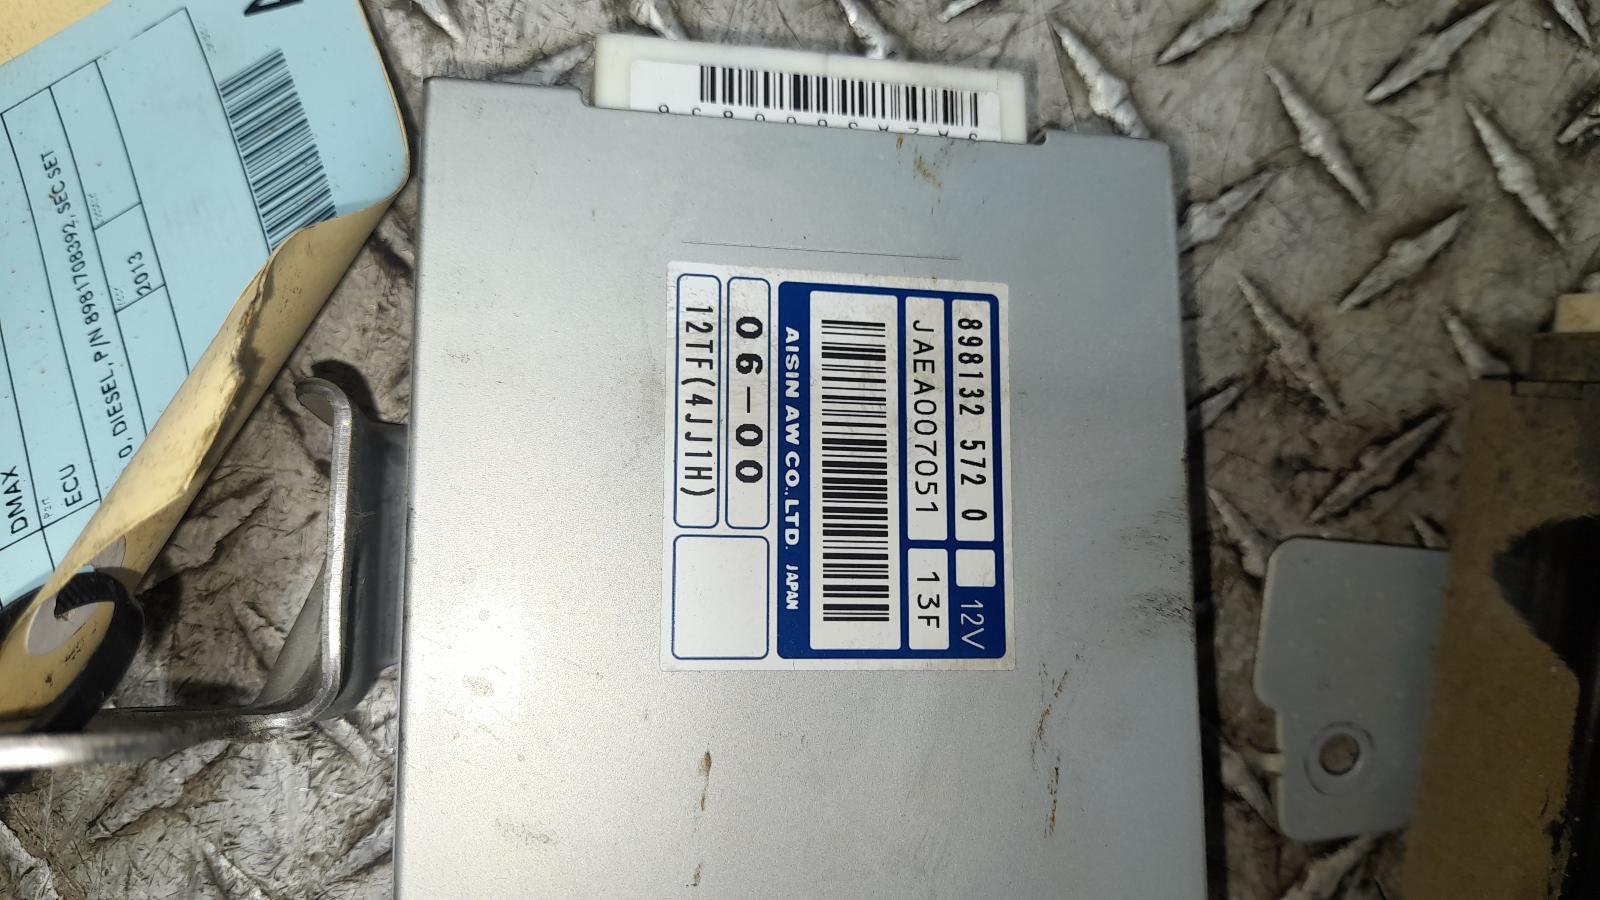 898132 572 0
12V
JAEA007051
13F
AISIN AW CO.,LTD. JAPAN
06-00
12TF(4JJ1H)
DMAX
ECU
O, DIESEL, P/N 8981708392, SEC SET
2013